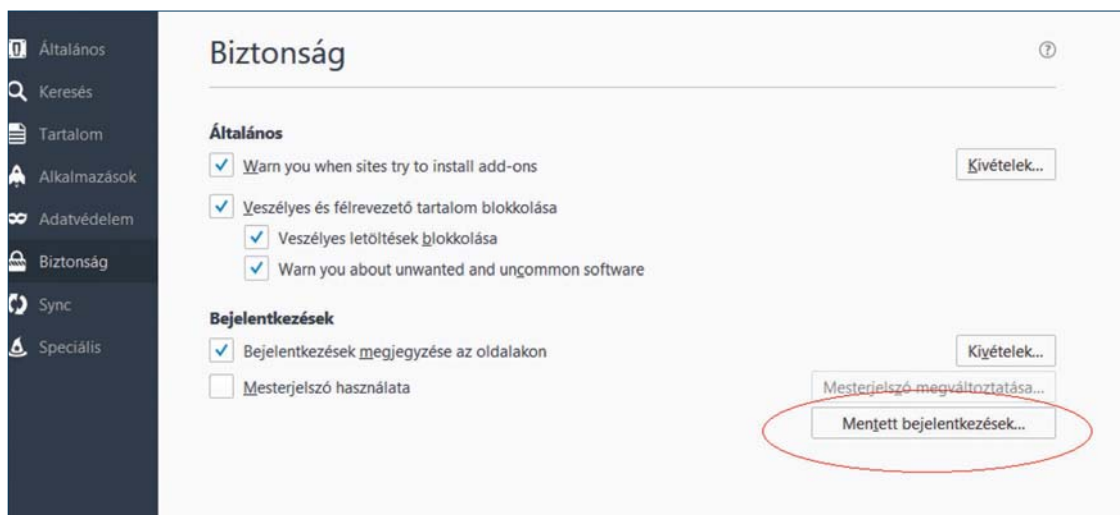 Általános
Keresés
Tartalom
Alkalmazások
Adatvédelem
Biztonság
Sync
Speciális
Biztonság
?
Általános
Warn you when sites try to install add-ons
Kivételek...
Veszélyes és félrevezető tartalom blokkolása
Veszélyes letöltések blokkolása
Warn you about unwanted and uncommon software
Bejelentkezések
Bejelentkezések megjegyzése az oldalakon
Kivételek...
Mesterjelszó használata
Mesterjelszó megváltoztatása...
Mentett bejelentkezések...